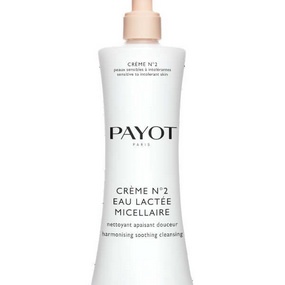 CRÈME N°2
peaux sensibles à intolérantes
sensitive to intolerant skin
PAYOT
PARIS
CRÈME N°2
EAU LACTÉE
MICELLAIRE
nettoyant apaisant douceur
harmonising soothing cleansing